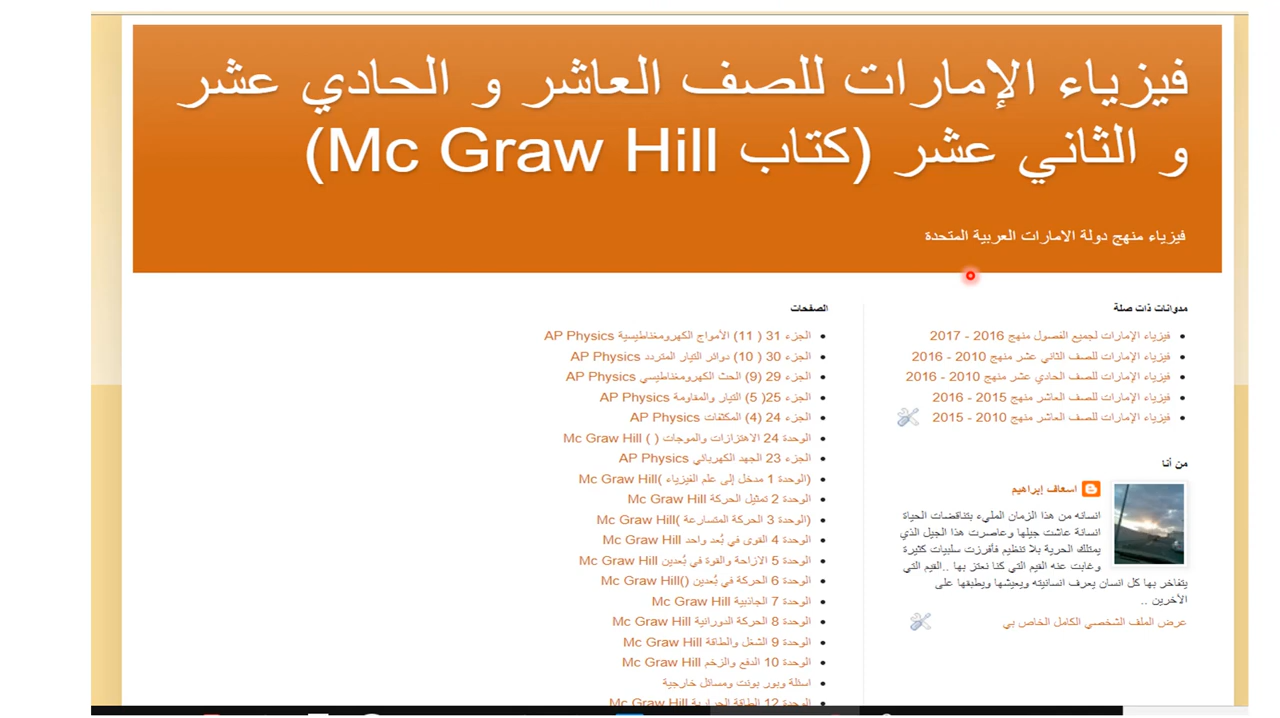 فيزياء الإمارات للصف العاشر و الحادي عشر
و الثاني عشر (كتاب Mc Graw Hill)
فيزياء منهج دولة الامارات العربية المتحدة
مدونات ذات صلة
فيزياء الإمارات لجميع الفصول منهج 2016 - 2017
فيزياء الإمارات للصف الثاني عشر منهج 2010 - 2016
فيزياء الإمارات للصف الحادي عشر منهج 2010 - 2016
فيزياء الإمارات للصف العاشر منهج 2015 - 2016
فيزياء الإمارات للصف العاشر منهج 2010 - 2015
من أنا
اسعاف إبراهيم
انسانه من هذا الزمان المليء بتناقضات الحياة
انسانة عاشت جيلها وعاصرت هذا الجيل الذي
يمتلك الحرية بلا تنظيم فأفرزت سلبيات كثيرة
وغابت عنه القيم التي كنا نعتز بها ..القيم التي
يتفاخر بها كل انسان يعرف انسانيته ويعيشها ويطبقها على
الأخرين ..
عرض الملف الشخصي الكامل الخاص بي
الصفحات
الجزء 31 ( 11) الأمواج الكهرومغناطيسية AP Physics
الجزء 30 ( 10) دوائر التيار المتردد AP Physics
الجزء 29 (9) الحث الكهرومغناطيسي AP Physics
الجزء 25( 5) التيار والمقاومة AP Physics
الجزء 24 (4) المكثفات AP Physics
الوحدة 24 الاهتزازات والموجات ( ) Mc Graw Hill
الجزء 23 الجهد الكهربائي AP Physics
(الوحدة 1 مدخل إلى علم الفيزياء )Mc Graw Hill
الوحدة 2 تمثيل الحركة Mc Graw Hill
(الوحدة 3 الحركة المتسارعة )Mc Graw Hill
الوحدة 4 القوى في بُعد واحد Mc Graw Hill
الوحدة 5 الازاحة والقوة في بُعدين Mc Graw Hill
الوحدة 6 الحركة في بُعدين ()Mc Graw Hill
الوحدة 7 الجاذبية Mc Graw Hill
الوحدة 8 الحركة الدورانية Mc Graw Hill
الوحدة 9 الشغل والطاقة Mc Graw Hill
الوحدة 10 الدفع والزخم Mc Graw Hill
اسئلة وبور بونت ومسائل خارجية
الوحدة 12 الطاقة الحرارية Mc Graw Hill